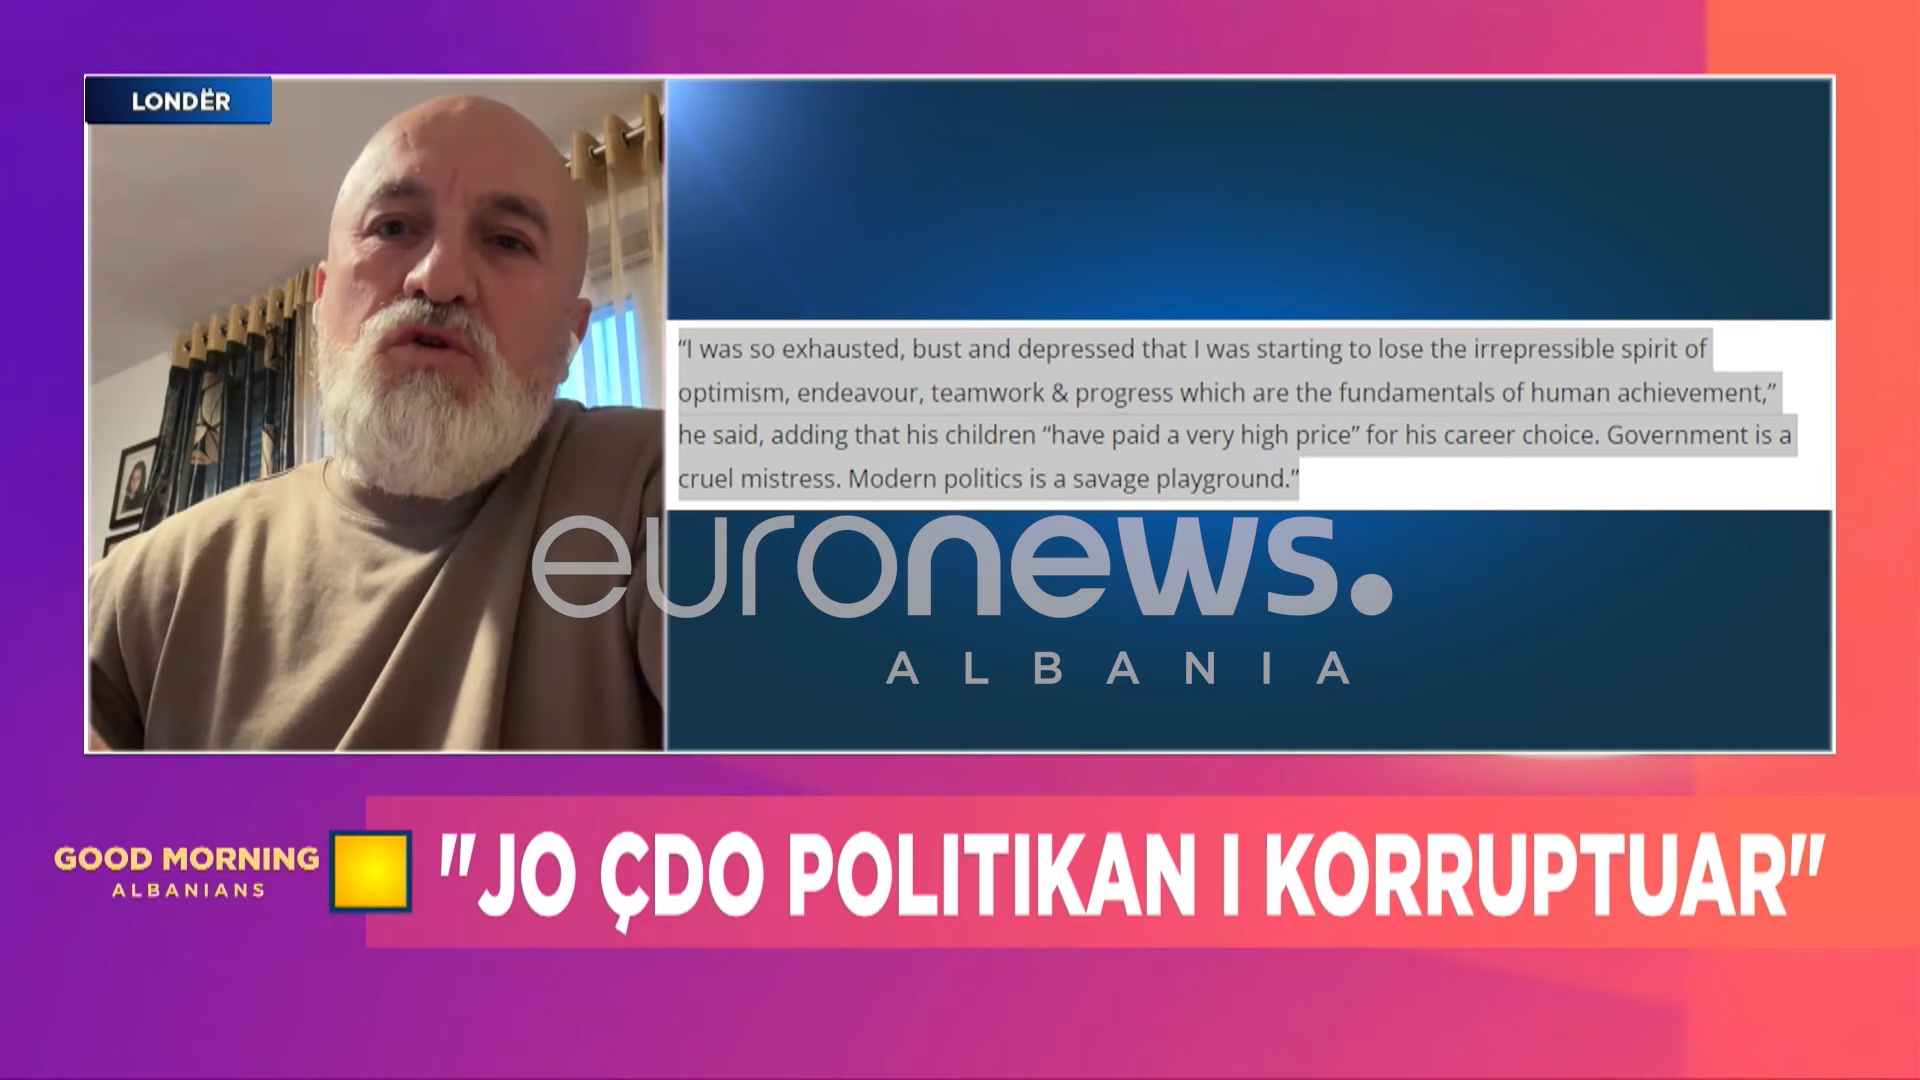 LONDËR
“I was so exhausted, bust and depressed that I was starting to lose the irrepressible spirit of
optimism, endeavour, teamwork & progress which are the fundamentals of human achievement,”
he said, adding that his children “have paid a very high price” for his career choice. Government is a
cruel mistress. Modern politics is a savage playground.”
euronews.
ALBANIA
GOOD MORNING
ALBANIANS
"JO ÇDO POLITIKAN I KORRUPTUAR"